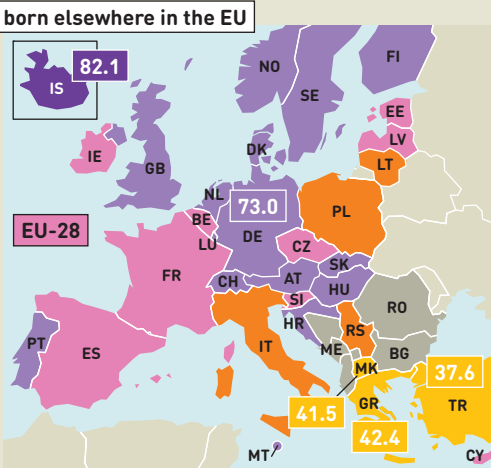 born elsewhere in the EU
82.1
IS
NO
FI
SE
EE
LV
LT
IE
GB
DK
NL
73.0
PL
EU-28
BE
LU
DE
CZ
FR
SK
AT
CH
HU
SI
RO
HR
RS
PT
ES
IT
ME
BG
MK
37.6
41.5
GR
TR
42.4
MT
CY